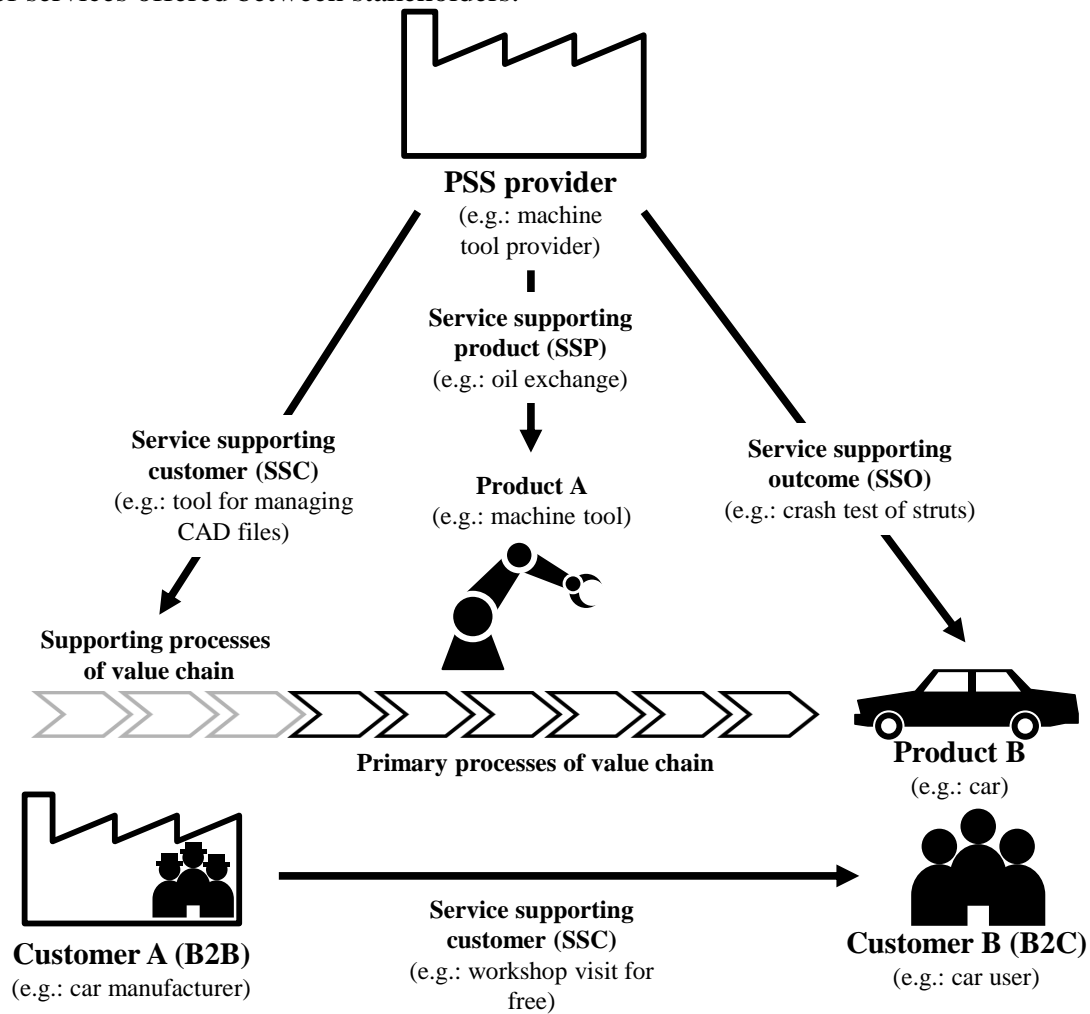 services offered between stakeholders.
PSS provider
(e.g.: machine
tool provider)
Service supporting
product (SSP)
(e.g.: oil exchange)
Service supporting
customer (SSC)
(e.g.: tool for managing
CAD files)
Product A
(e.g.: machine tool)
Service supporting
outcome (SSO)
(e.g.: crash test of struts)
Supporting processes
of value chain
Primary processes of value chain
Product B
(e.g.: car)
Customer A (B2B)
(e.g.: car manufacturer)
Service supporting
customer (SSC)
(e.g.: workshop visit for
free)
Customer B (B2C)
(e.g.: car user)